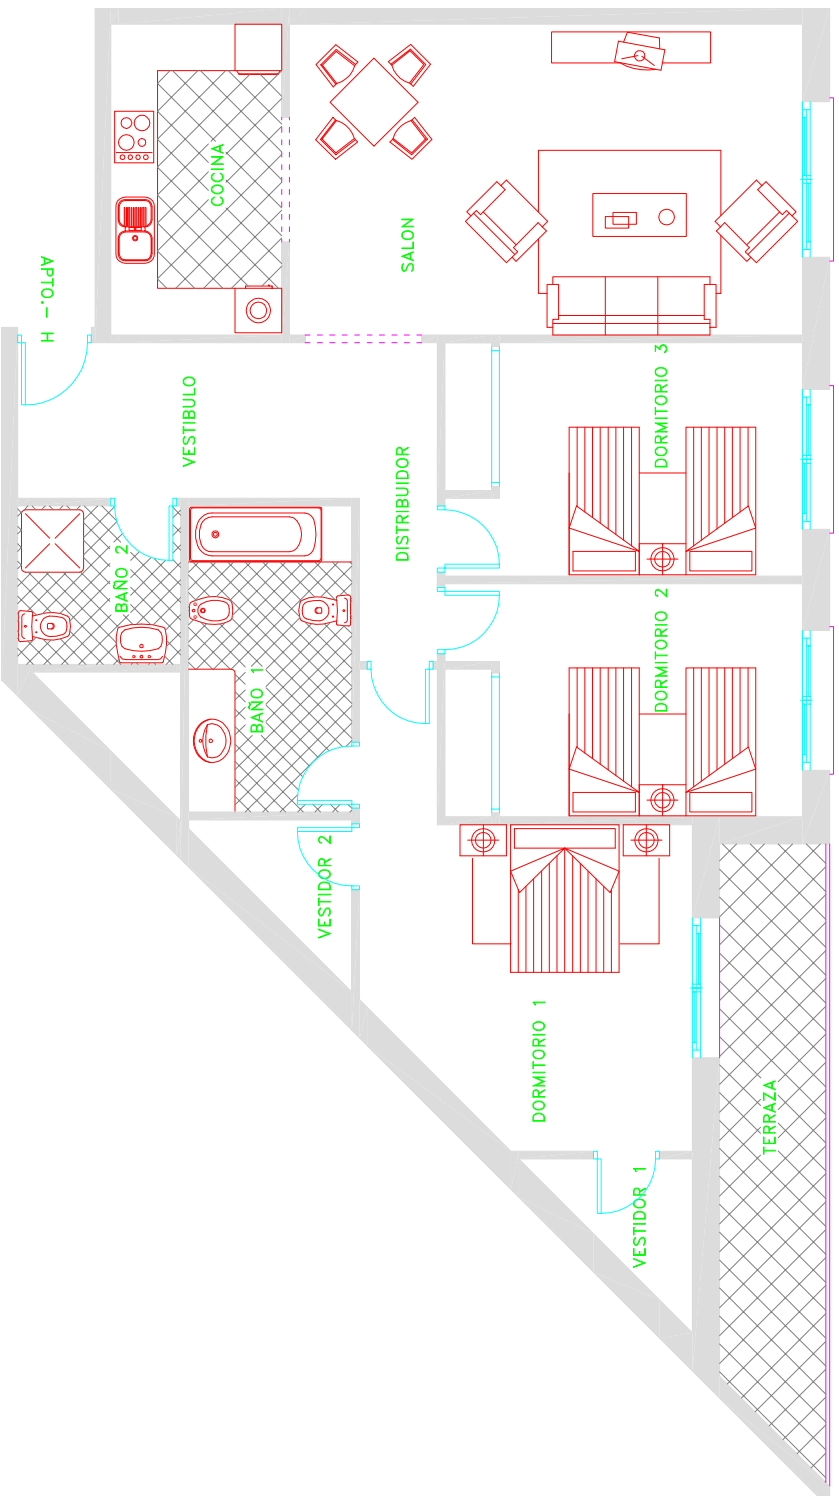 COCINA
SALON
APTO.- H
VESTIBULO
DORMITORIO 3
DISTRIBUIDOR
BAÑO 2
DORMITORIO 2
BAÑO 1
VESTIDOR 2
DORMITORIO 1
TERRAZA
VESTIDOR 1